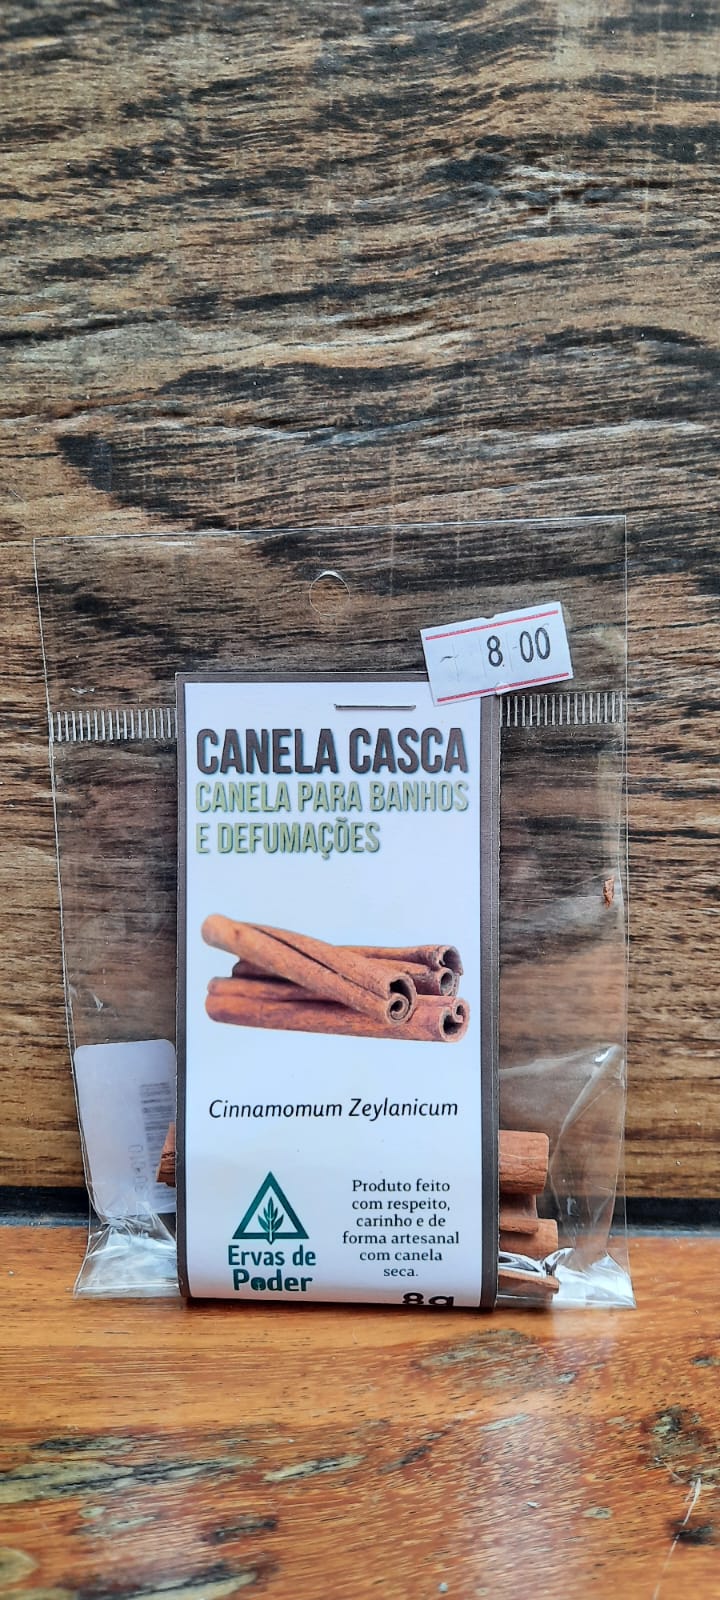 8.00
CANELA CASCA
CANELA PARA BANHOS
E DEFUMAÇÕES
Cinnamomum Zeylanicum
Ervas de
Poder
Produto feito
com respeito,
carinho e de
forma artesanal
com canela
seca.
8g